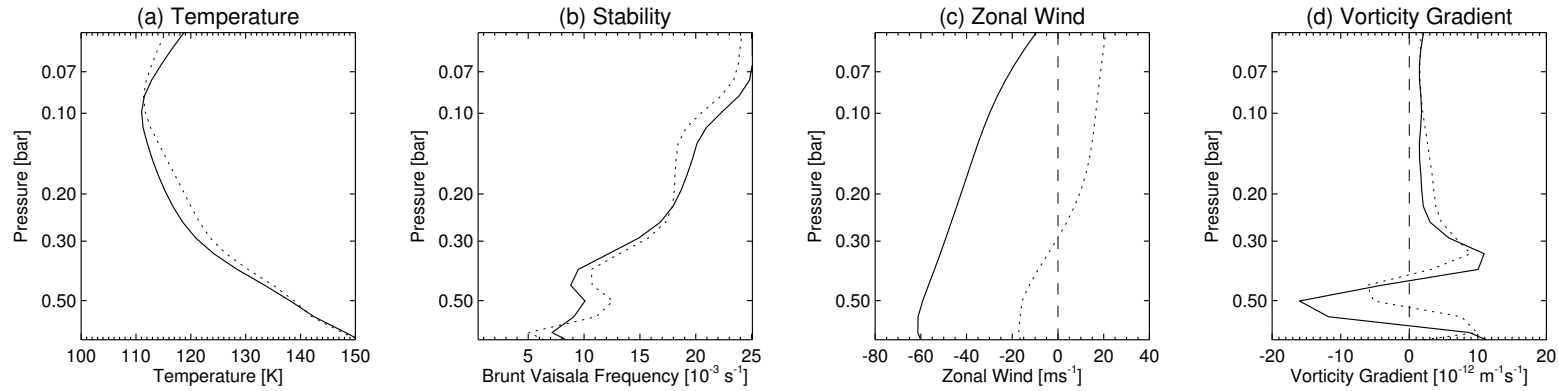 (a) Temperature
Pressure [bar]
0.07
0.10
0.20
0.30
0.50
100 110 120 130 140 150
Temperature [K]
(b) Stability
Pressure [bar]
0.07
0.10
0.20
0.30
0.50
5 10 15 20 25
Brunt Vaisala Frequency [10-3 s-1]
(c) Zonal Wind
Pressure [bar]
0.07
0.10
0.20
0.30
0.50
-80 -60 -40 -20 0 20 40
Zonal Wind [ms-1]
(d) Vorticity Gradient
Pressure [bar]
0.07
0.10
0.20
0.30
0.50
-20 -10 0 10 20
Vorticity Gradient [10-12 m-1s-1]